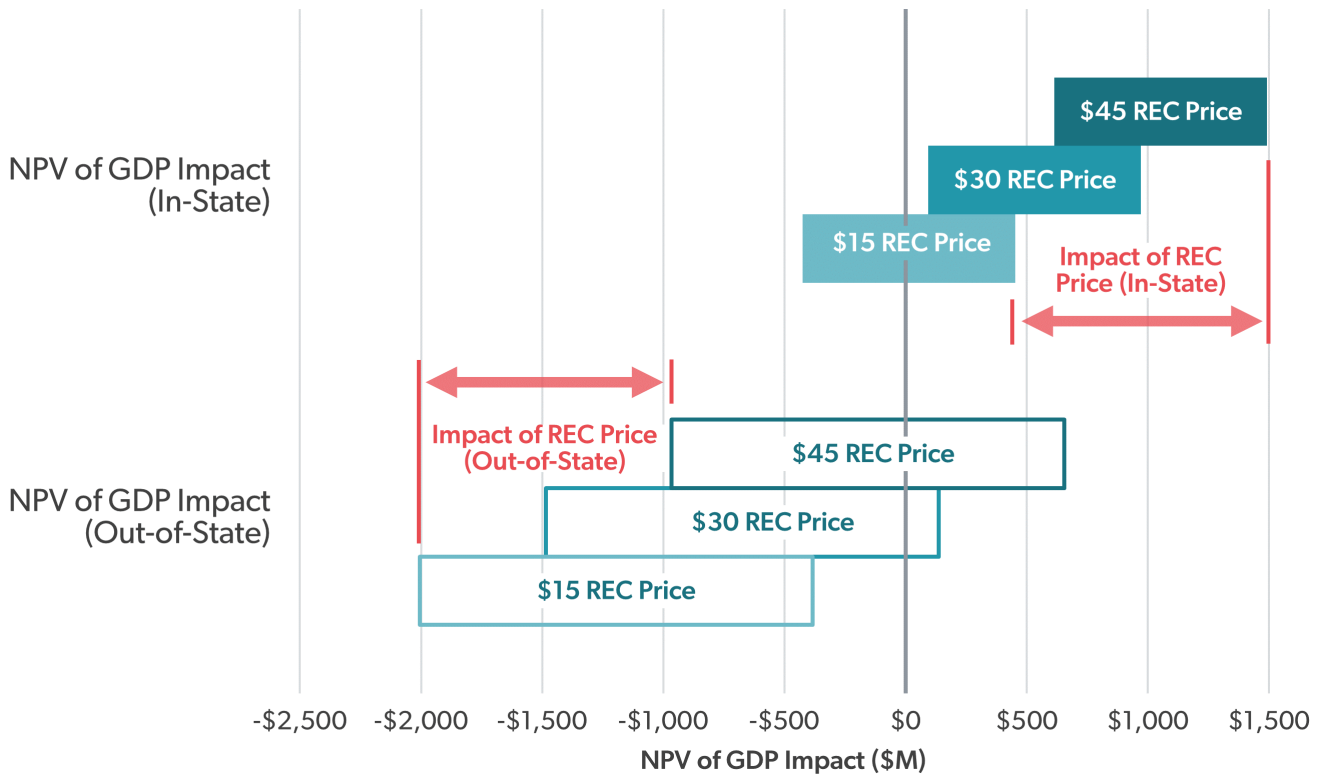 $45 REC Price
NPV of GDP Impact
(In-State)
$30 REC Price
$15 REC Price
Impact of REC
Price (In-State)
Impact of REC Price
(Out-of-State)
$45 REC Price
NPV of GDP Impact
(Out-of-State)
$30 REC Price
$15 REC Price
-$2,500 -$2,000 -$1,500 -$1,000 -$500 $0 $500 $1,000 $1,500
NPV of GDP Impact ($M)